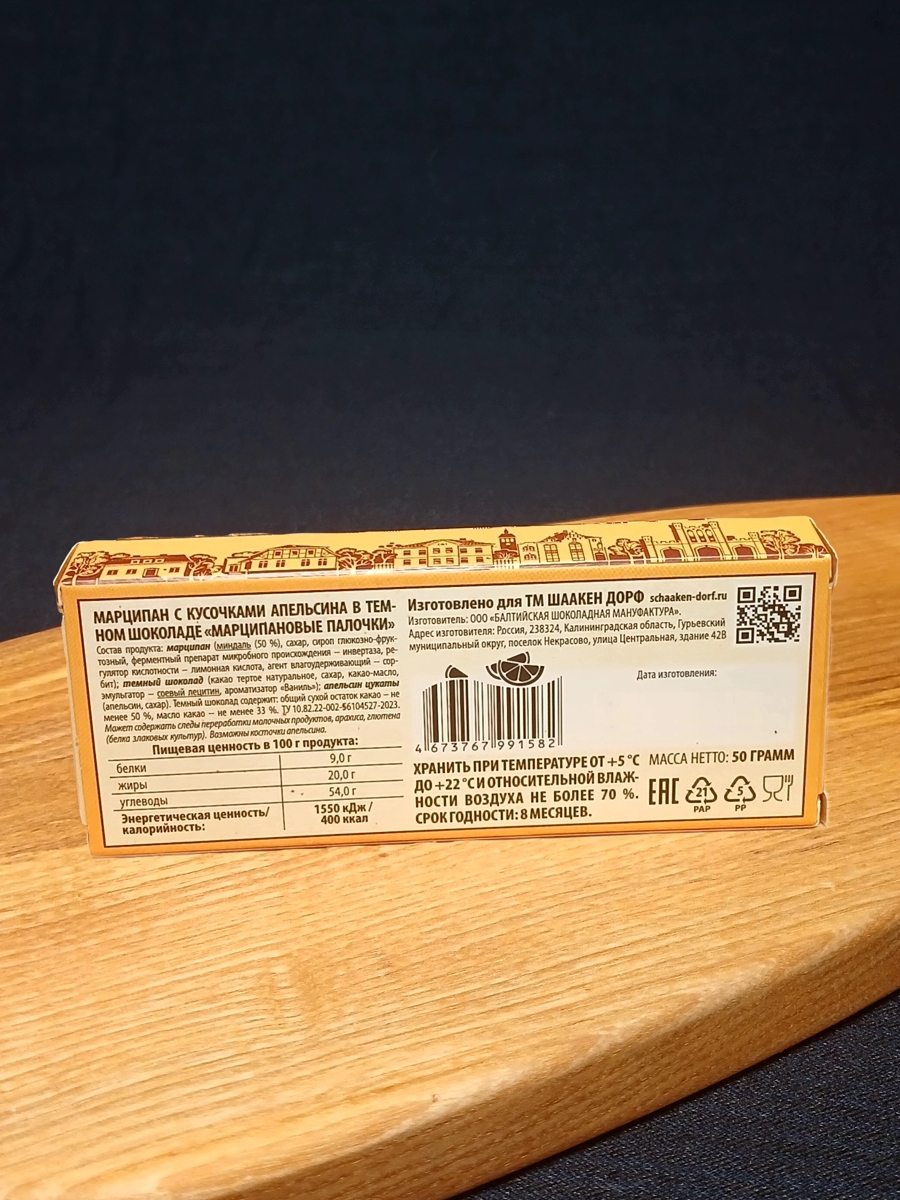 МАРЦИПАН С КУСОЧКАМИ АПЕЛЬСИНА В ТЕМ-
НОМ ШОКОЛАДЕ «МАРЦИПАНОВЫЕ ПАЛОЧКИ»
Состав продукта: марципан (миндаль (50 %), сахар, сироп глюкозно-фрук-
тозный, ферментный препарат микробного происхождения – инвертаза, ре-
гулятор кислотности – лимонная кислота, агент влагоудерживающий – сор-
бит); темный шоколад (какао тертое натуральное, сахар, какао-масло,
эмульгатор – соевый лецитин, ароматизатор «Ваниль»); апельсин цукаты
(апельсин, сахар). Темный шоколад содержит: общий сухой остаток какао – не
менее 50 %, масло какао – не менее 33 %. ТУ 10.82.22-002-56104527-2023.
Может содержать следы переработки молочных продуктов, арахиса, глютена
(белка злаковых культур). Возможны косточки апельсина.
Пищевая ценность в 100 г продукта:
белки 9,0 г
жиры 20,0 г
углеводы 54,0 г
Энергетическая ценность/ 1550 кДж /
калорийность: 400 ккал
Изготовлено для ТМ ШААКЕН ДОРФ schaaken-dorf.ru
Изготовитель: ООО «БАЛТИЙСКАЯ ШОКОЛАДНАЯ МАНУФАКТУРА».
Адрес изготовителя: Россия, 238324, Калининградская область, Гурьевский
муниципальный округ, поселок Некрасово, улица Центральная, здание 42В
Дата изготовления:
4 673767 991582
ХРАНИТЬ ПРИ ТЕМПЕРАТУРЕ ОТ +5 °С
ДО +22 °С И ОТНОСИТЕЛЬНОЙ ВЛАЖ-
НОСТИ ВОЗДУХА НЕ БОЛЕЕ 70 %.
СРОК ГОДНОСТИ: 8 МЕСЯЦЕВ.
МАССА НЕТТО: 50 ГРАММ
EAC 21 5
PAP PP